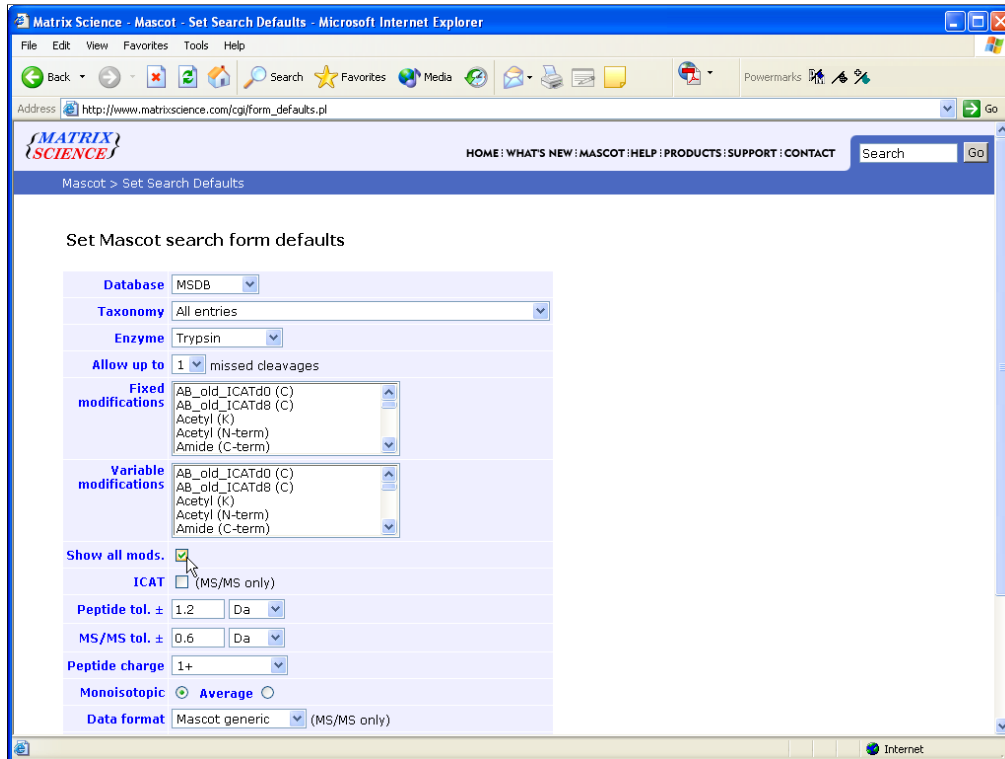 Matrix Science - Mascot - Set Search Defaults - Microsoft Internet Explorer
File Edit View Favorites Tools Help
Back Search Favorites Media Powermarks
Address http://www.matrixscience.com/cgi/form_defaults.pl Go
{MATRIX}
{SCIENCE}
HOME : WHAT'S NEW : MASCOT : HELP : PRODUCTS : SUPPORT : CONTACT Search Go
Mascot > Set Search Defaults
Set Mascot search form defaults
Database MSDB
Taxonomy All entries
Enzyme Trypsin
Allow up to 1 missed cleavages
Fixed modifications
AB_old_ICATd0 (C)
AB_old_ICATd8 (C)
Acetyl (K)
Acetyl (N-term)
Amide (C-term)
Variable modifications
AB_old_ICATd0 (C)
AB_old_ICATd8 (C)
Acetyl (K)
Acetyl (N-term)
Amide (C-term)
Show all mods.
ICAT (MS/MS only)
Peptide tol. ± 1.2 Da
MS/MS tol. ± 0.6 Da
Peptide charge 1+
Monoisotopic Average
Data format Mascot generic (MS/MS only)
Internet